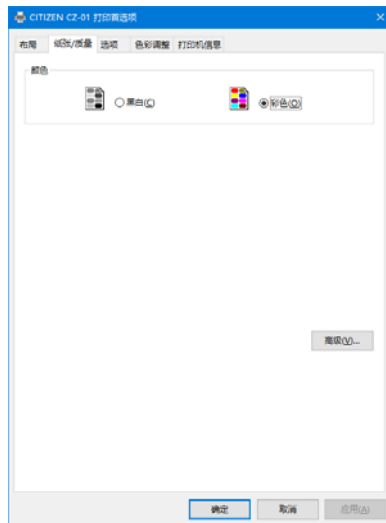 CITIZEN CZ-01 打印首选项
布局 纸张/质量 选项 色彩调整 打印机信息
颜色
黑白(C) 彩色(O)
高级(V)...
确定 取消 应用(A)